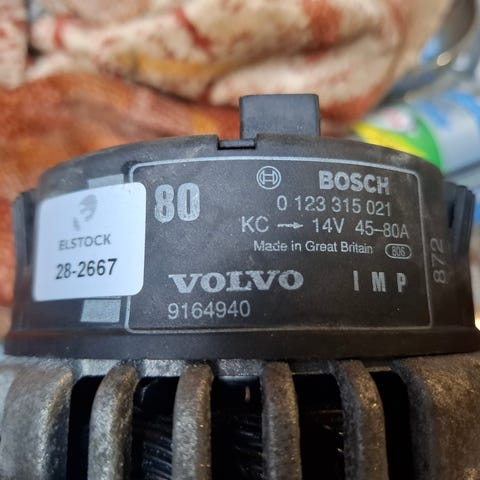 80
BOSCH
0 123 315 021
KC → 14V 45-80A
Made in Great Britain 806
VOLVO IMP
9164940
872
ELSTOCK
28-2667